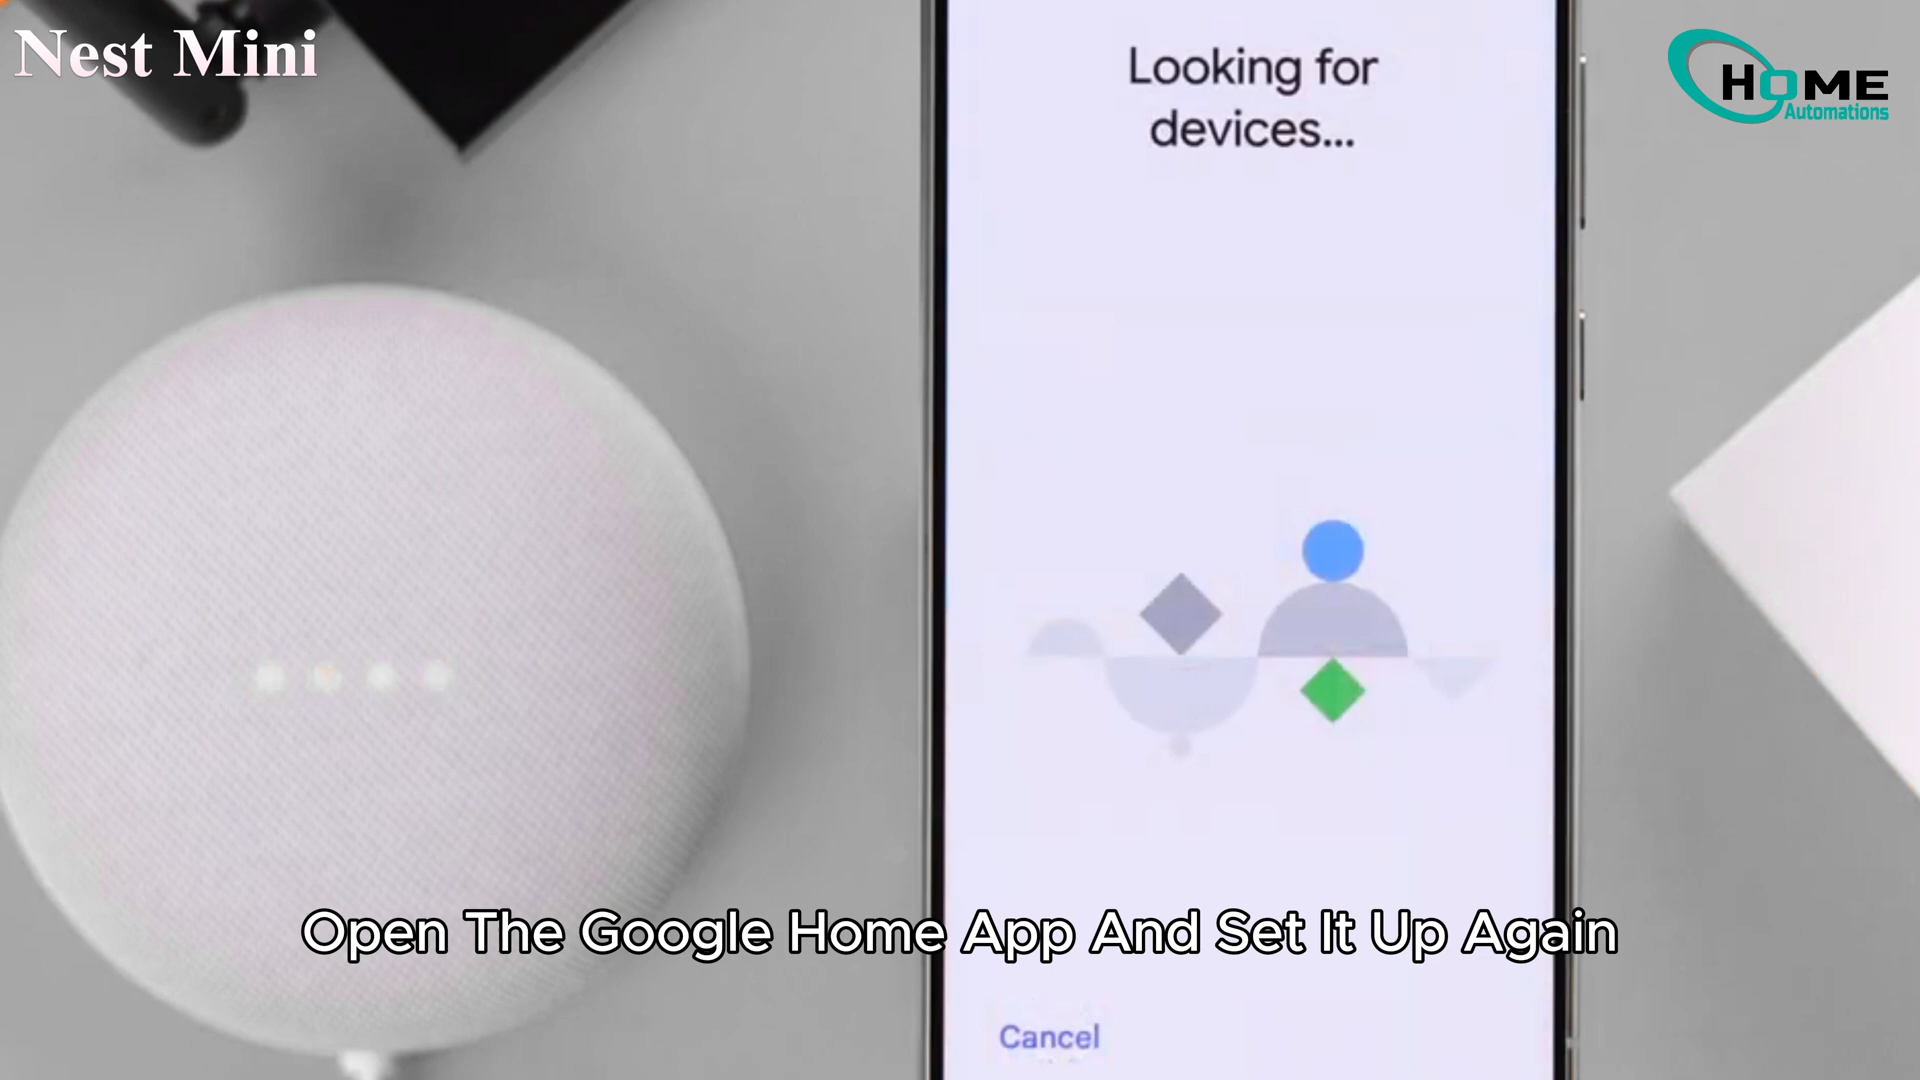 Nest Mini
HOME
Automations
Looking for
devices...
Open The Google Home App And Set It Up Again
Cancel